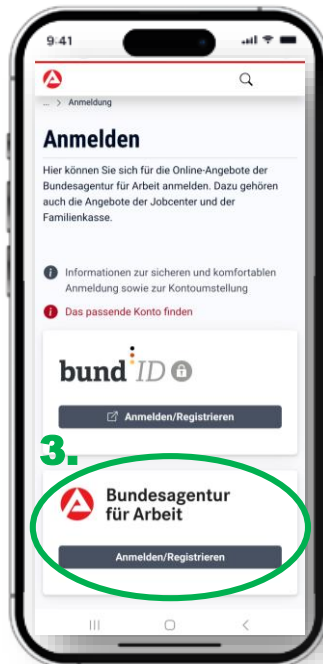 9:41
... > Anmeldung
Anmelden
Hier können Sie sich für die Online-Angebote der
Bundesagentur für Arbeit anmelden. Dazu gehören
auch die Angebote der Jobcenter und der
Familienkasse.
Informationen zur sicheren und komfortablen
Anmeldung sowie zur Kontoumstellung
Das passende Konto finden
bundID
Anmelden/Registrieren
3.
Bundesagentur
für Arbeit
Anmelden/Registrieren